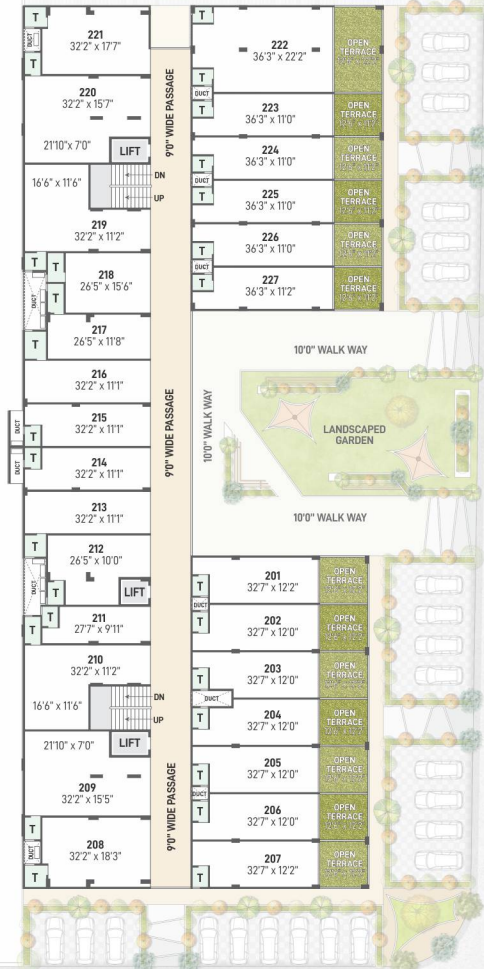 T
DUCT
T
221
32'2" x 17'7"
220
32'2" x 15'7"
21'10"x 7'0"
LIFT
16'6" x 11'6"
DN
UP
219
32'2" x 11'2"
T
T
218
26'5" x 15'6"
DUCT
T
217
26'5" x 11'8"
T
216
32'2" x 11'1"
DUCT
215
32'2" x 11'1"
T
DUCT
T
214
32'2" x 11'1"
213
32'2" x 11'1"
T
212
26'5" x 10'0"
DUCT
T
LIFT
T
T
211
27'7" x 9'11"
210
32'2" x 11'2"
16'6" x 11'6"
DN
UP
21'10" x 7'0"
LIFT
209
32'2" x 15'5"
T
DUCT
T
208
32'2" x 18'3"
9'0" WIDE PASSAGE
9'0" WIDE PASSAGE
9'0" WIDE PASSAGE
T
222
36'3" x 22'2"
OPEN
TERRACE
T
DUCT
T
223
36'3" x 11'0"
OPEN
TERRACE
224
36'3" x 11'0"
OPEN
TERRACE
T
DUCT
T
225
36'3" x 11'0"
OPEN
TERRACE
226
36'3" x 11'0"
OPEN
TERRACE
T
DUCT
T
227
36'3" x 11'2"
OPEN
TERRACE
10'0" WALK WAY
10'0" WALK WAY
LANDSCAPED
GARDEN
10'0" WALK WAY
201
32'7" x 12'2"
OPEN
TERRACE
T
DUCT
T
202
32'7" x 12'0"
OPEN
TERRACE
203
32'7" x 12'0"
OPEN
TERRACE
T
DUCT
T
204
32'7" x 12'0"
OPEN
TERRACE
205
32'7" x 12'0"
OPEN
TERRACE
T
DUCT
T
206
32'7" x 12'0"
OPEN
TERRACE
207
32'7" x 12'2"
OPEN
TERRACE
T